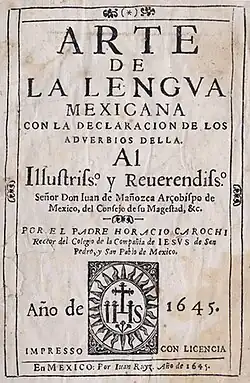 (*)
ARTE
DE
LA LENGVA
MEXICANA
CON LA DECLARACION DE LOS
ADVERBIOS DELLA.
Al
Illustriss.º y Reuerendiss.º
Señor Don Iuan de Mañozca Arçobispo de
Mexico, del Consejo de su Magestad, &c.
POR EL PADRE HORACIO CAROCHI
Rector del Colegio de la Compañia de IESVS de San
Pedro, y San Pablo de Mexico.
Año de IHS 1645.
IMPRESSO CON LICENCIA
En MEXICO: Por Iuan Ruyz. Año de 1645.